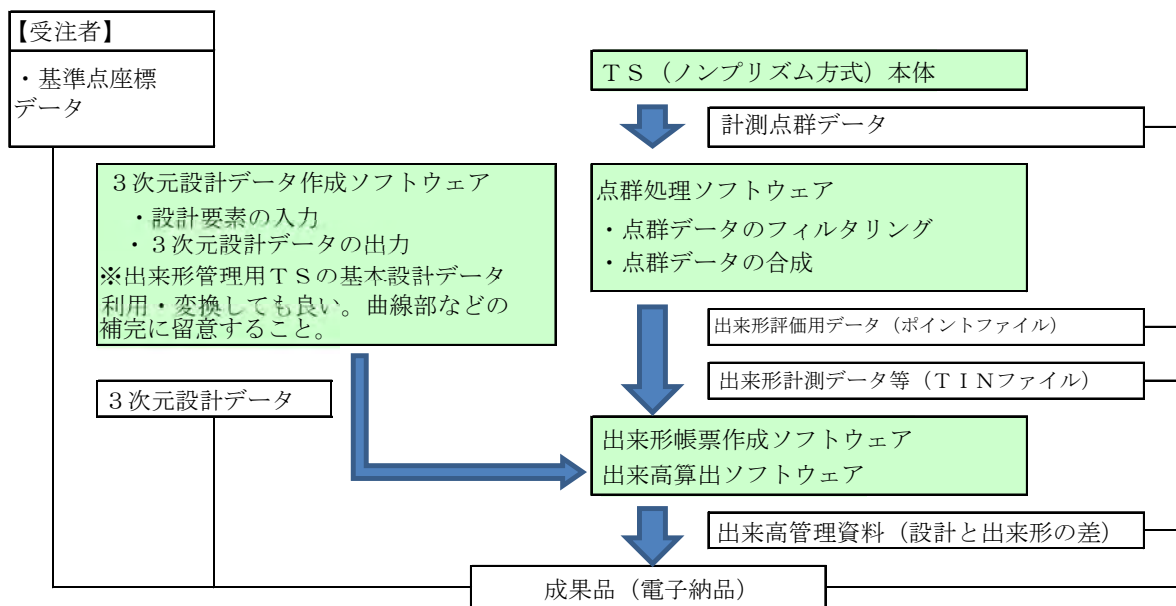 【受注者】
・基準点座標
データ
ＴＳ（ノンプリズム方式）本体
計測点群データ
３次元設計データ作成ソフトウェア
・設計要素の入力
・３次元設計データの出力
※出来形管理用ＴＳの基本設計データ
利用・変換しても良い。曲線部などの
補完に留意すること。
点群処理ソフトウェア
・点群データのフィルタリング
・点群データの合成
出来形評価用データ（ポイントファイル）
出来形計測データ等（ＴＩＮファイル）
３次元設計データ
出来形帳票作成ソフトウェア
出来高算出ソフトウェア
出来高管理資料（設計と出来形の差）
成果品（電子納品）